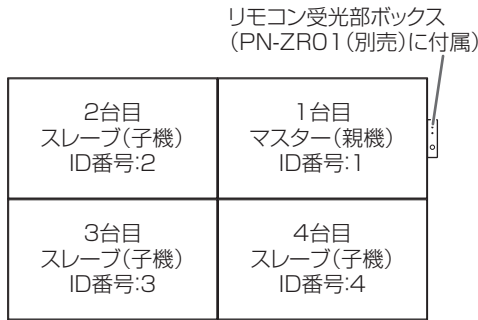 リモコン受光部ボックス
(PN-ZR01(別売)に付属)
2台目
スレーブ(子機)
ID番号:2
1台目
マスター(親機)
ID番号:1
3台目
スレーブ(子機)
ID番号:3
4台目
スレーブ(子機)
ID番号:4